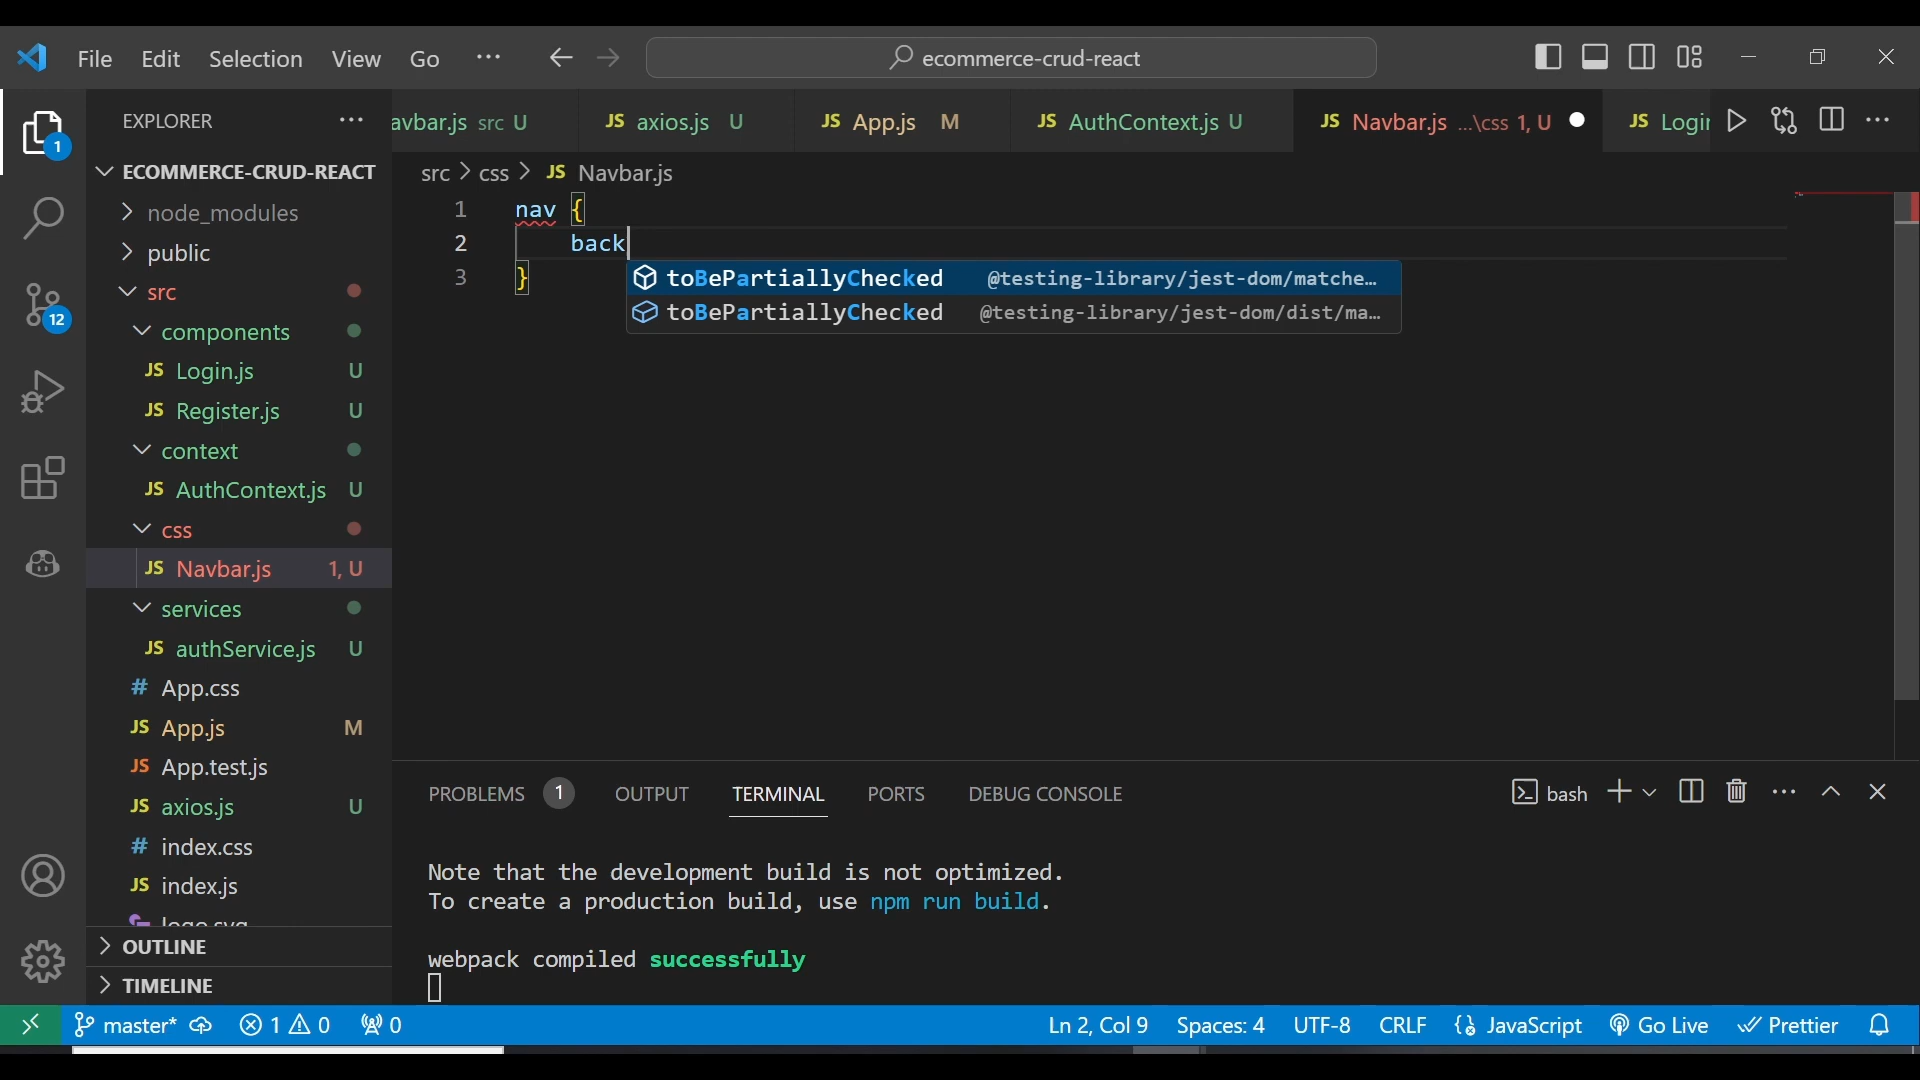 File Edit Selection View Go ··· ecommerce-crud-react
EXPLORER ···
avbar.js src U JS axios.js U JS App.js M JS AuthContext.js U JS Navbar.js ...\css 1, U JS Login
1
ECOMMERCE-CRUD-REACT
src > css > JS Navbar.js
node_modules
public
src
components
JS Login.js U
JS Register.js U
context
JS AuthContext.js U
css
JS Navbar.js 1, U
services
JS authService.js U
# App.css
JS App.js M
JS App.test.js
JS axios.js U
# index.css
JS index.js
logo.svg
OUTLINE
TIMELINE
12
1 nav {
2 back
3 }
toBePartiallyChecked @testing-library/jest-dom/matche…
toBePartiallyChecked @testing-library/jest-dom/dist/ma…
PROBLEMS 1 OUTPUT TERMINAL PORTS DEBUG CONSOLE bash
Note that the development build is not optimized.
To create a production build, use npm run build.
webpack compiled successfully
master* 1 0 0 Ln 2, Col 9 Spaces: 4 UTF-8 CRLF {} JavaScript Go Live Prettier